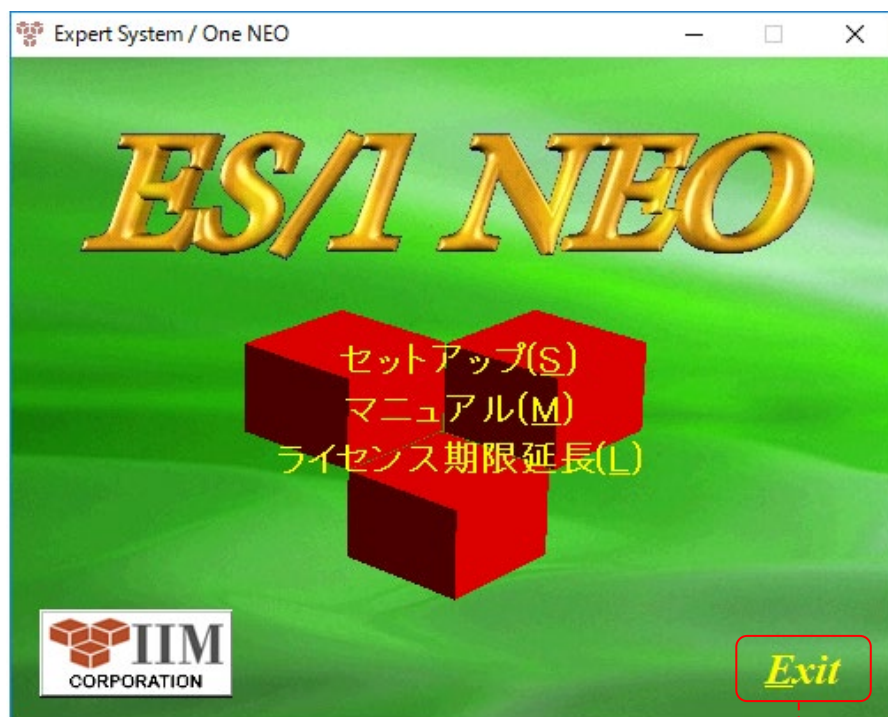 Expert System / One NEO
ES/1 NEO
セットアップ(S)
マニュアル(M)
ライセンス期限延長(L)
IIM
CORPORATION
Exit